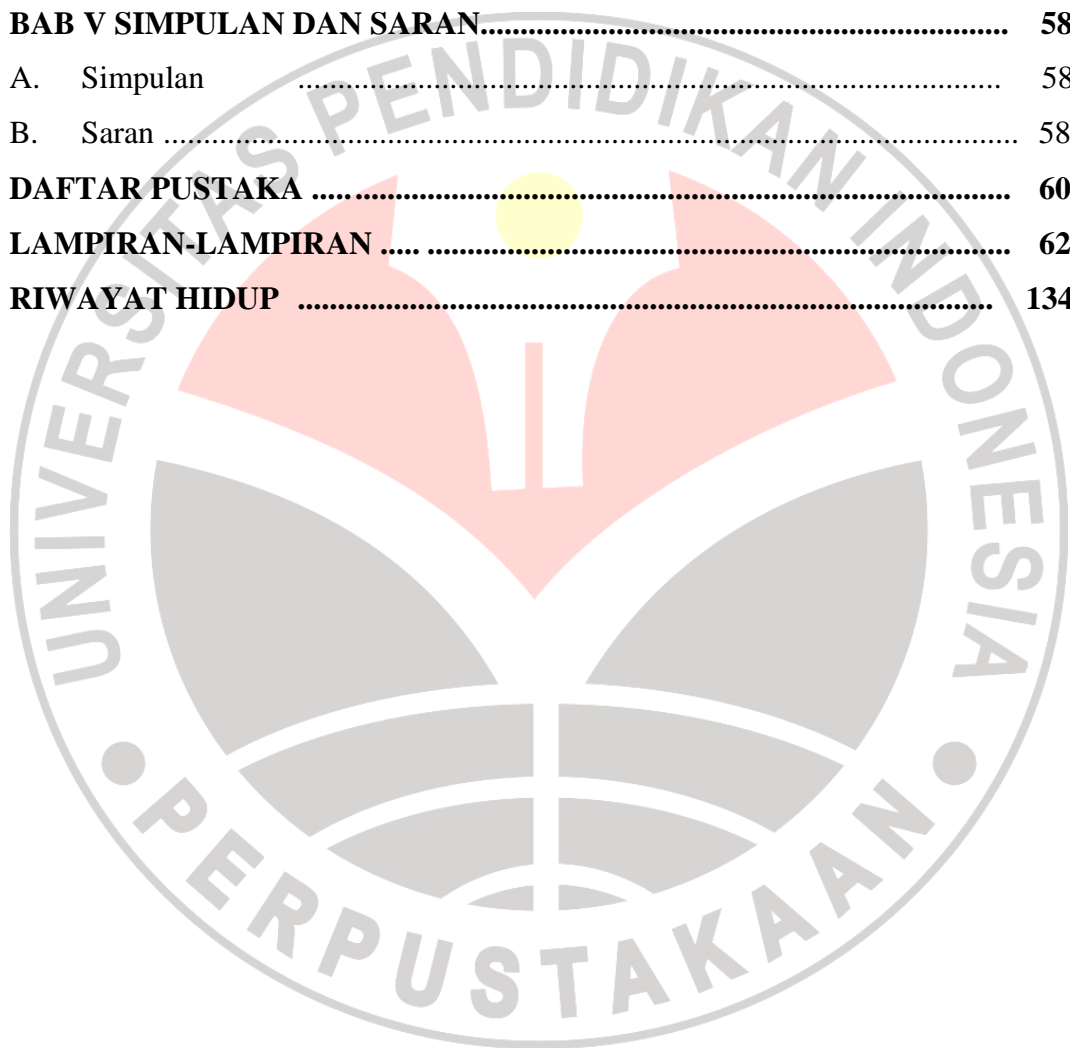 BAB V SIMPULAN DAN SARAN................................................................... 58
A. Simpulan .......................................................................................... 58
B. Saran ............................................................................................................. 58
DAFTAR PUSTAKA ..... .................................................................................... 60
LAMPIRAN-LAMPIRAN ..... ........................................................................... 62
RIWAYAT HIDUP ......................................................................................... 134
UNIVERSITAS PENDIDIKAN INDONESIA
PERPUSTAKAAN